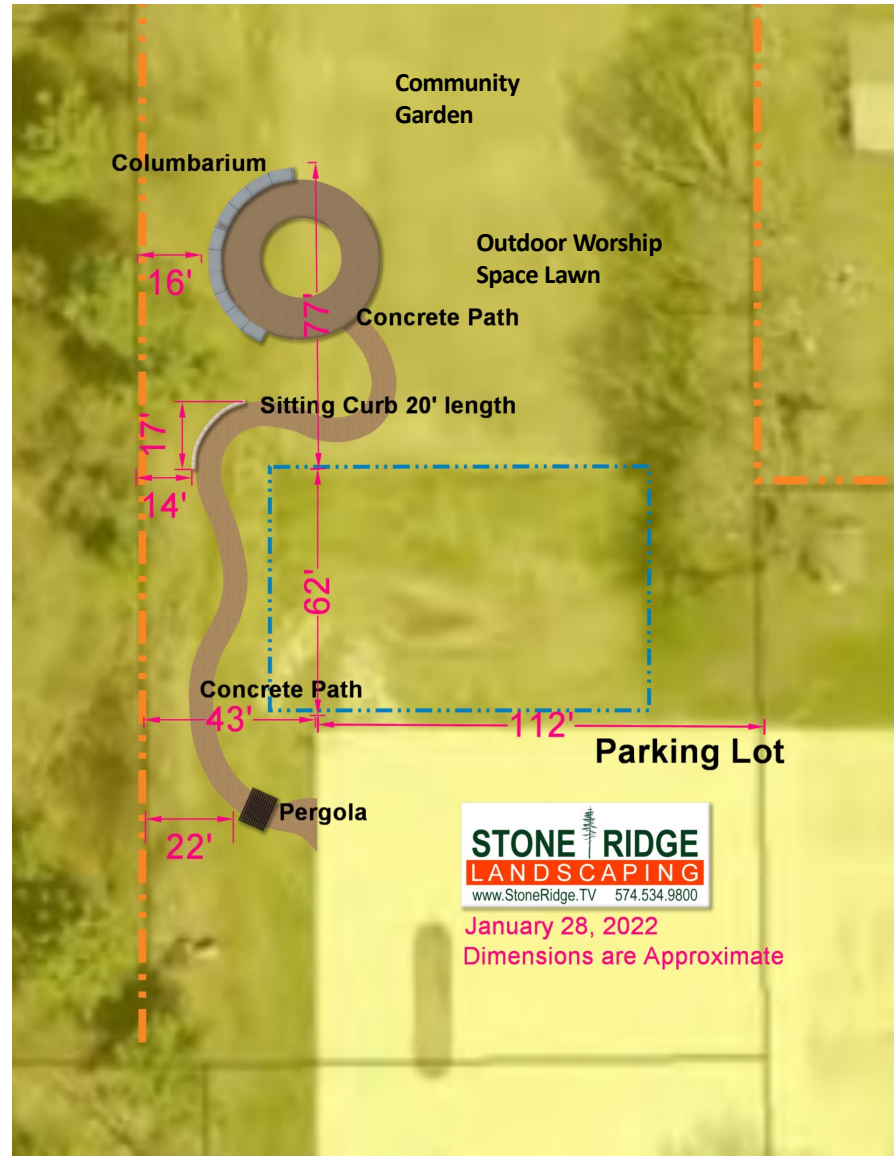 Community
Garden
Columbarium
Outdoor Worship
Space Lawn
16'
77'
Concrete Path
Sitting Curb 20' length
17'
14'
62'
Concrete Path
43'
112'
Parking Lot
Pergola
22'
STONE RIDGE
LANDSCAPING
www.StoneRidge.TV 574.534.9800
January 28, 2022
Dimensions are Approximate